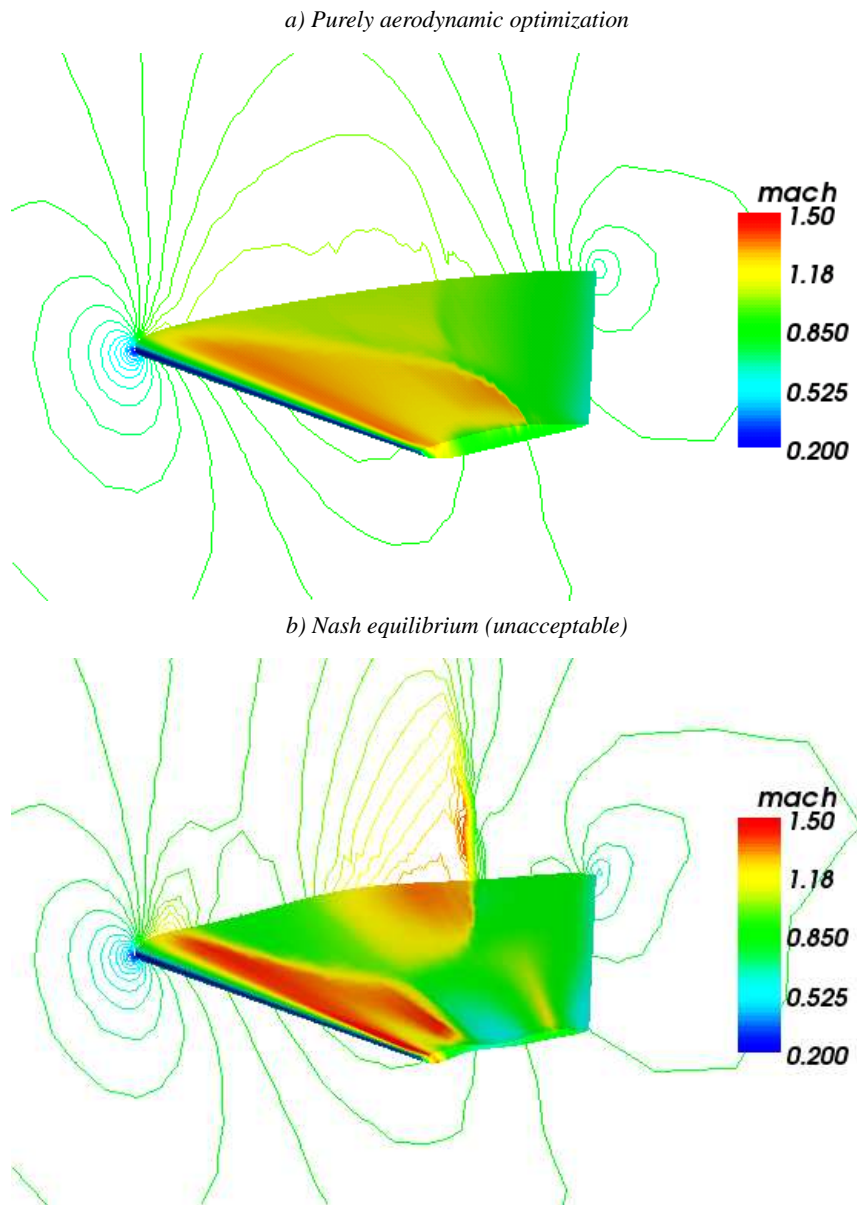 a) Purely aerodynamic optimization
mach
1.50
1.18
0.850
0.525
0.200
b) Nash equilibrium (unacceptable)
mach
1.50
1.18
0.850
0.525
0.200